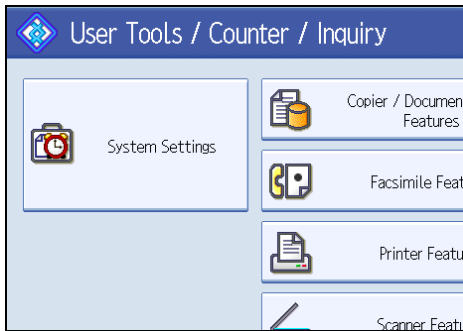 User Tools / Counter / Inquiry
System Settings
Copier / Documen
Features
Facsimile Feat
Printer Featu
Scanner Featu